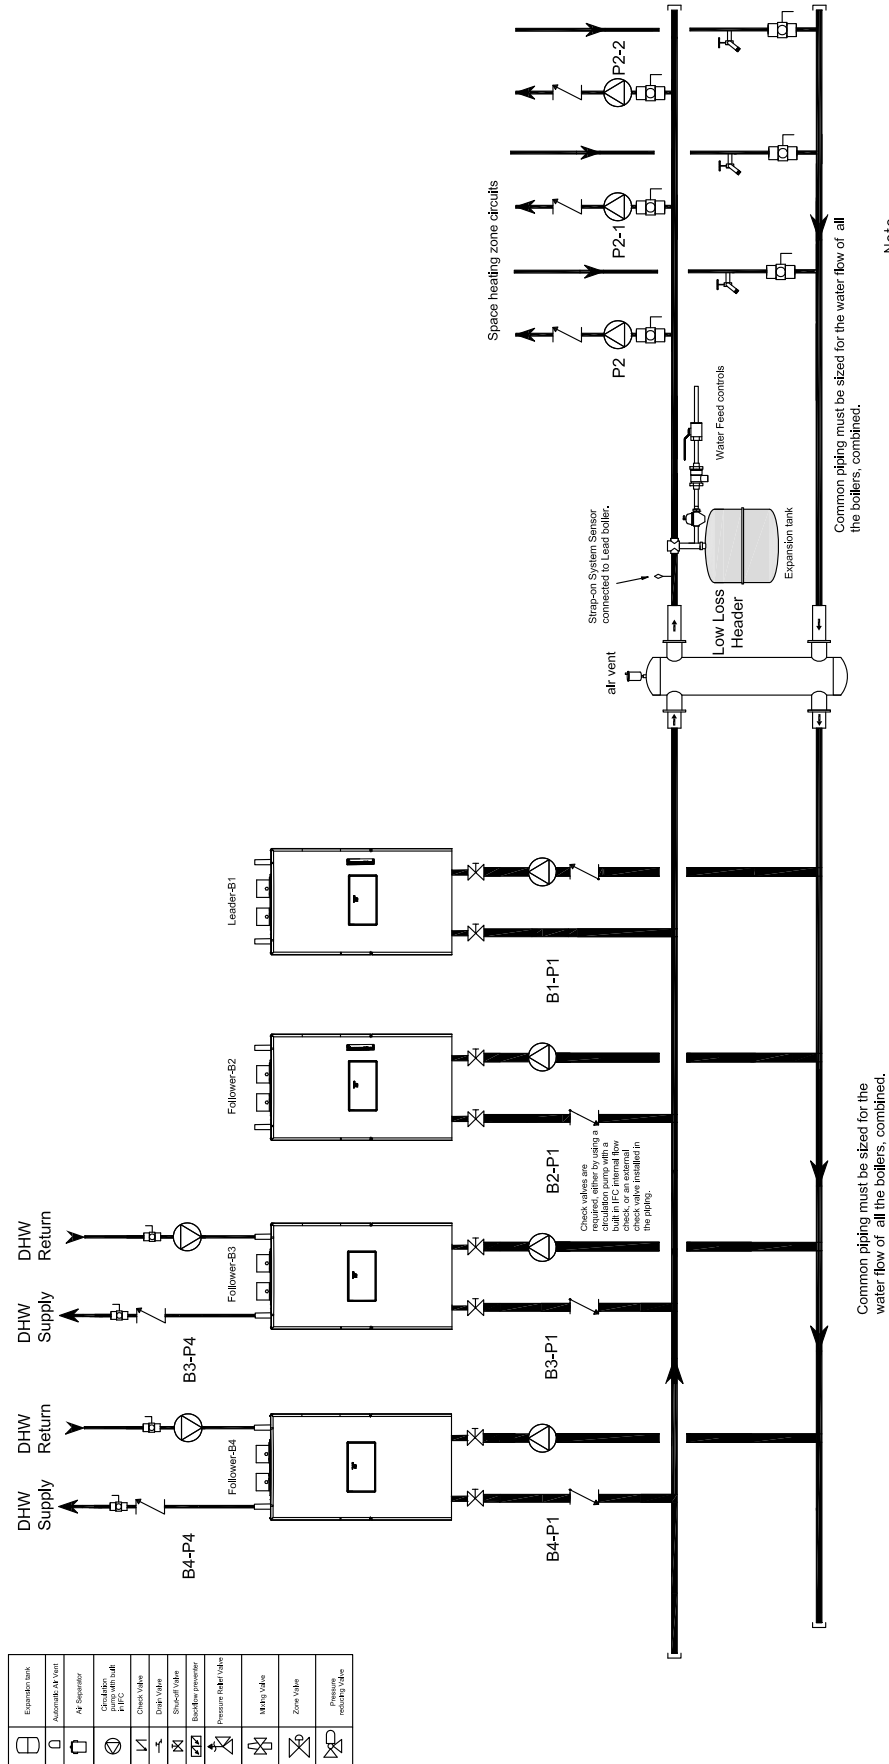 DHW
Supply
DHW
Return
DHW
Supply
DHW
Return
B4-P4
B3-P4
Follower-B4
Follower-B3
Follower-B2
Leader-B1
B4-P1
B3-P1
B2-P1
B1-P1
Check valves are
required, either by using a
circulation pump with a
built in IFC internal flow
check, or an external
check valve installed in
the piping.
air vent
Low Loss
Header
Strap-on System Sensor
connected to Lead boiler.
Expansion tank
Water Feed controls
Space heating zone circuits
P2
P2-1
P2-2
Common piping must be sized for the
water flow of all the boilers, combined.
Common piping must be sized for the water flow of all
the boilers, combined.
Expansion tank
Automatic Air Vent
Air Separator
Circulation
pump with built
in IFC
Check Valve
Drain Valve
Shut-off Valve
Backflow preventer
Pressure Relief Valve
Mixing Valve
Zone Valve
Pressure
reducing Valve